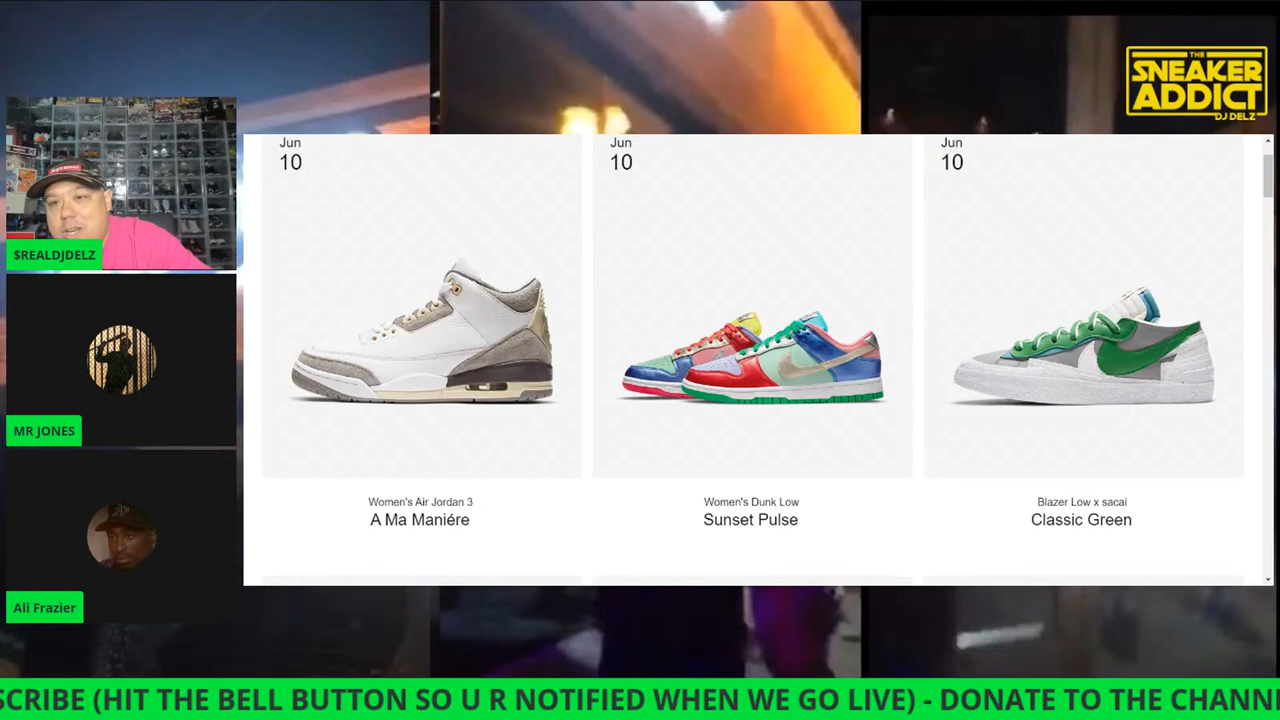 THE
SNEAKER
ADDICT
DJ DELZ
Jun
10
Jun
10
Jun
10
$REALDJDELZ
MR JONES
Ali Frazier
Women's Air Jordan 3
A Ma Maniére
Women's Dunk Low
Sunset Pulse
Blazer Low x sacai
Classic Green
SCRIBE (HIT THE BELL BUTTON SO U R NOTIFIED WHEN WE GO LIVE) - DONATE TO THE CHANN